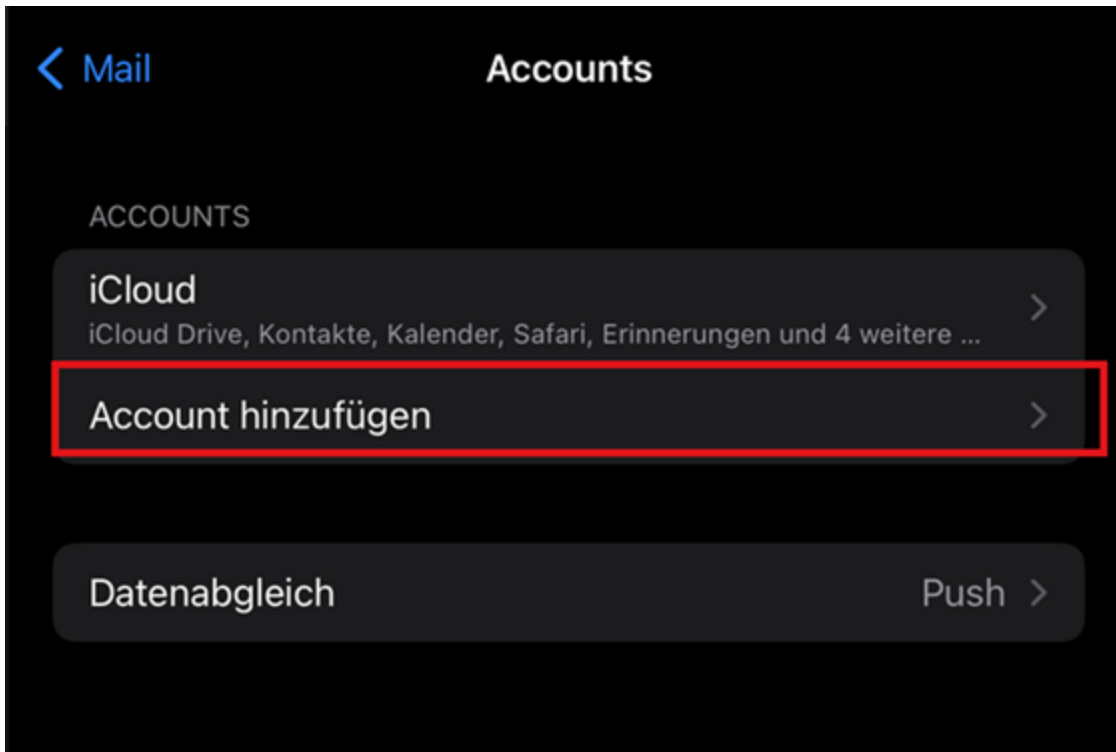 Mail
Accounts
ACCOUNTS
iCloud
iCloud Drive, Kontakte, Kalender, Safari, Erinnerungen und 4 weitere ...
Account hinzufügen
Datenabgleich Push